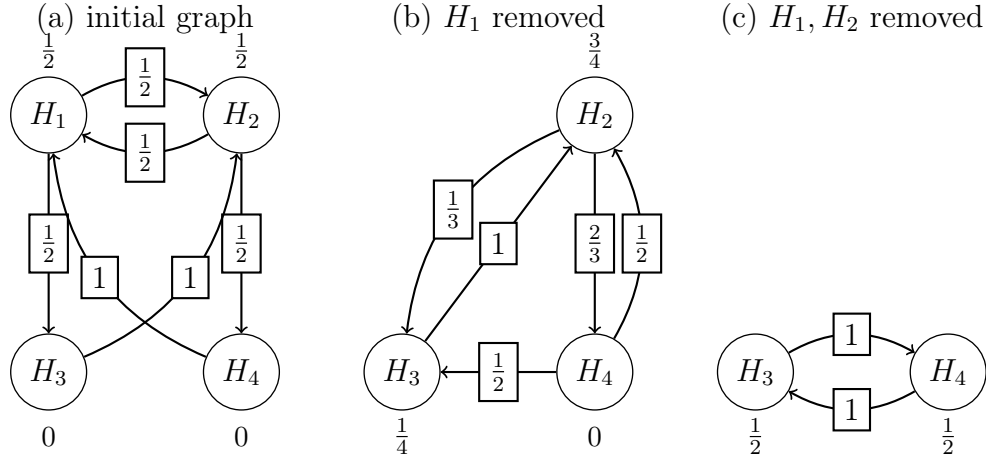 (a) initial graph
1/2 1/2
1/2
H₁ H₂
1/2
1/2 1/2
1 1
H₃ H₄
0 0
(b) H₁ removed
3/4
H₂
1/3 1 2/3 1/2
H₃ 1/2 H₄
1/4 0
(c) H₁, H₂ removed
1
H₃ H₄
1
1/2 1/2